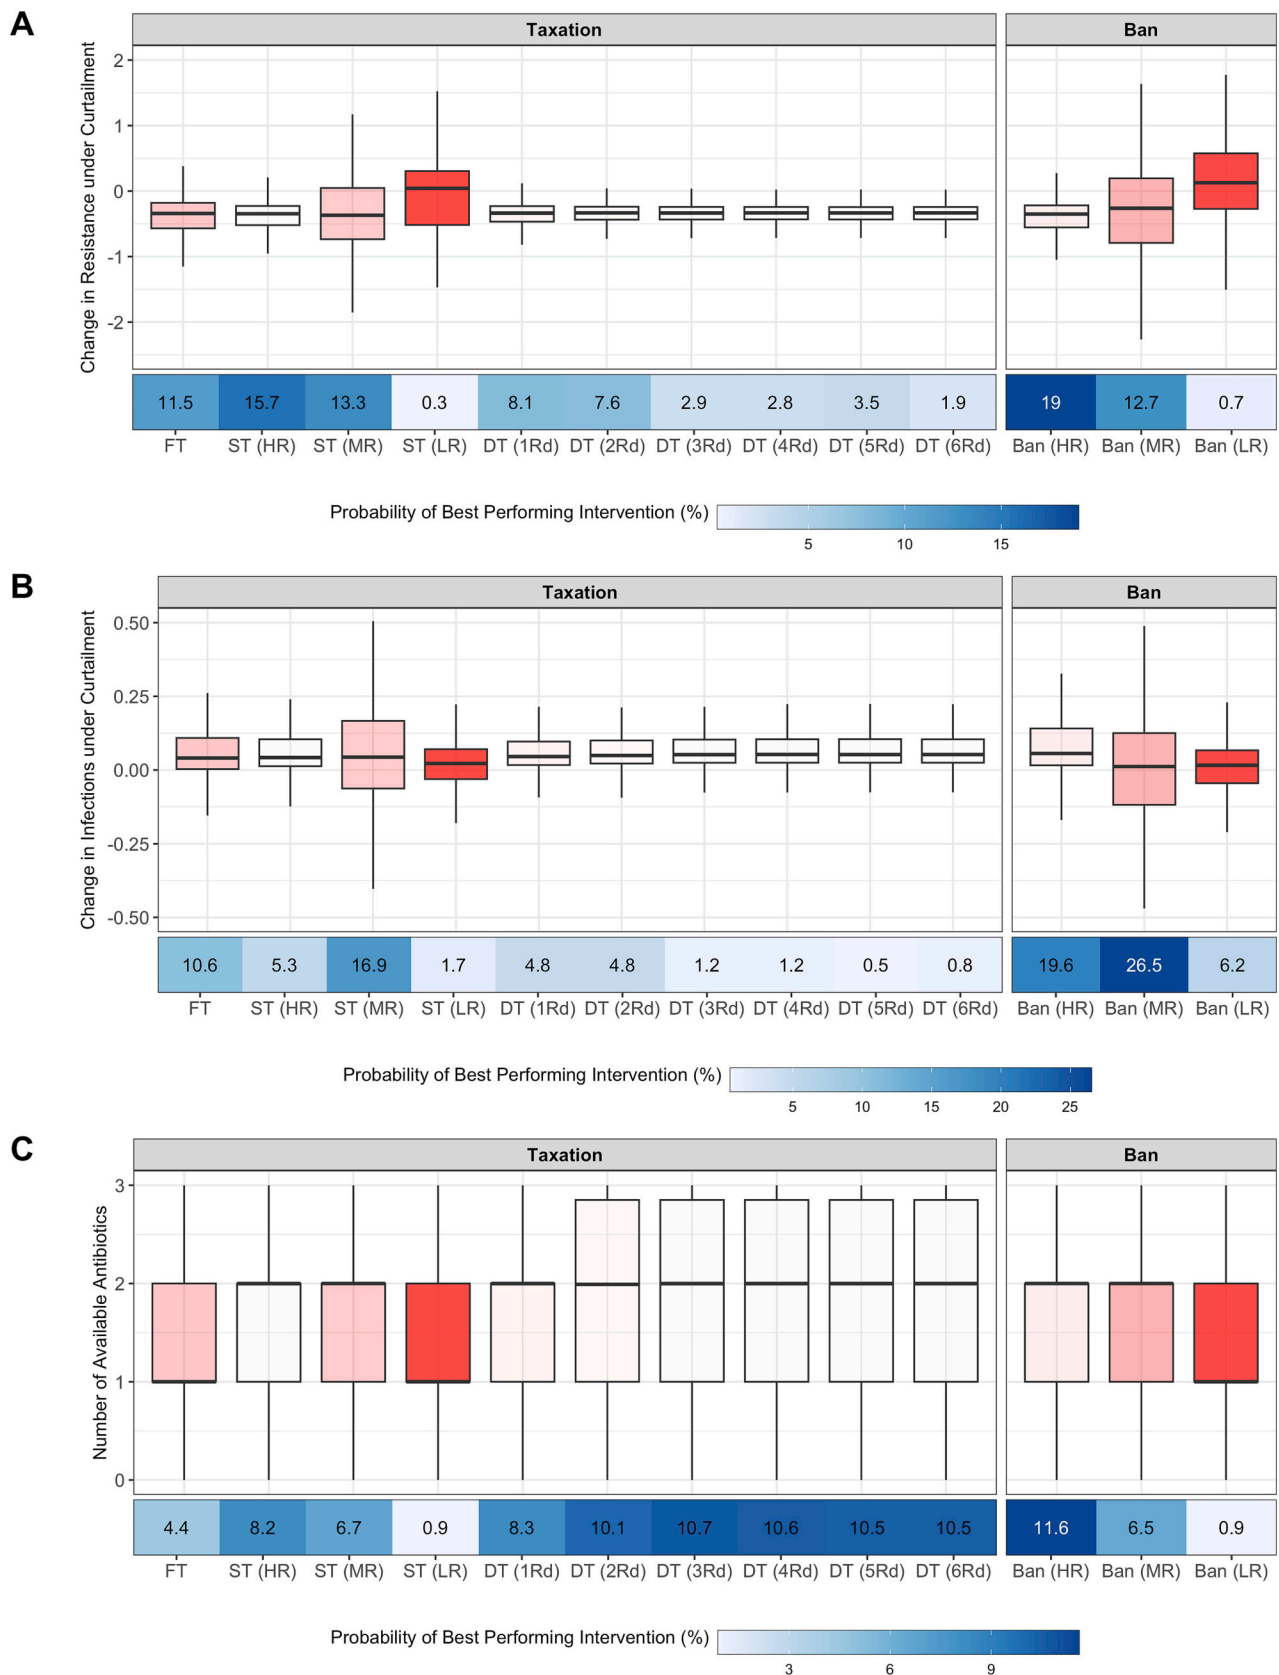 A
Taxation
Ban
Change in Resistance under Curtailment
2
1
0
-1
-2
11.5 15.7 13.3 0.3 8.1 7.6 2.9 2.8 3.5 1.9 19 12.7 0.7
FT ST (HR) ST (MR) ST (LR) DT (1Rd) DT (2Rd) DT (3Rd) DT (4Rd) DT (5Rd) DT (6Rd) Ban (HR) Ban (MR) Ban (LR)
Probability of Best Performing Intervention (%)
5 10 15
B
Taxation
Ban
Change in Infections under Curtailment
0.50
0.25
0.00
-0.25
-0.50
10.6 5.3 16.9 1.7 4.8 4.8 1.2 1.2 0.5 0.8 19.6 26.5 6.2
FT ST (HR) ST (MR) ST (LR) DT (1Rd) DT (2Rd) DT (3Rd) DT (4Rd) DT (5Rd) DT (6Rd) Ban (HR) Ban (MR) Ban (LR)
Probability of Best Performing Intervention (%)
5 10 15 20 25
C
Taxation
Ban
Number of Available Antibiotics
3
2
1
0
4.4 8.2 6.7 0.9 8.3 10.1 10.7 10.6 10.5 10.5 11.6 6.5 0.9
FT ST (HR) ST (MR) ST (LR) DT (1Rd) DT (2Rd) DT (3Rd) DT (4Rd) DT (5Rd) DT (6Rd) Ban (HR) Ban (MR) Ban (LR)
Probability of Best Performing Intervention (%)
3 6 9